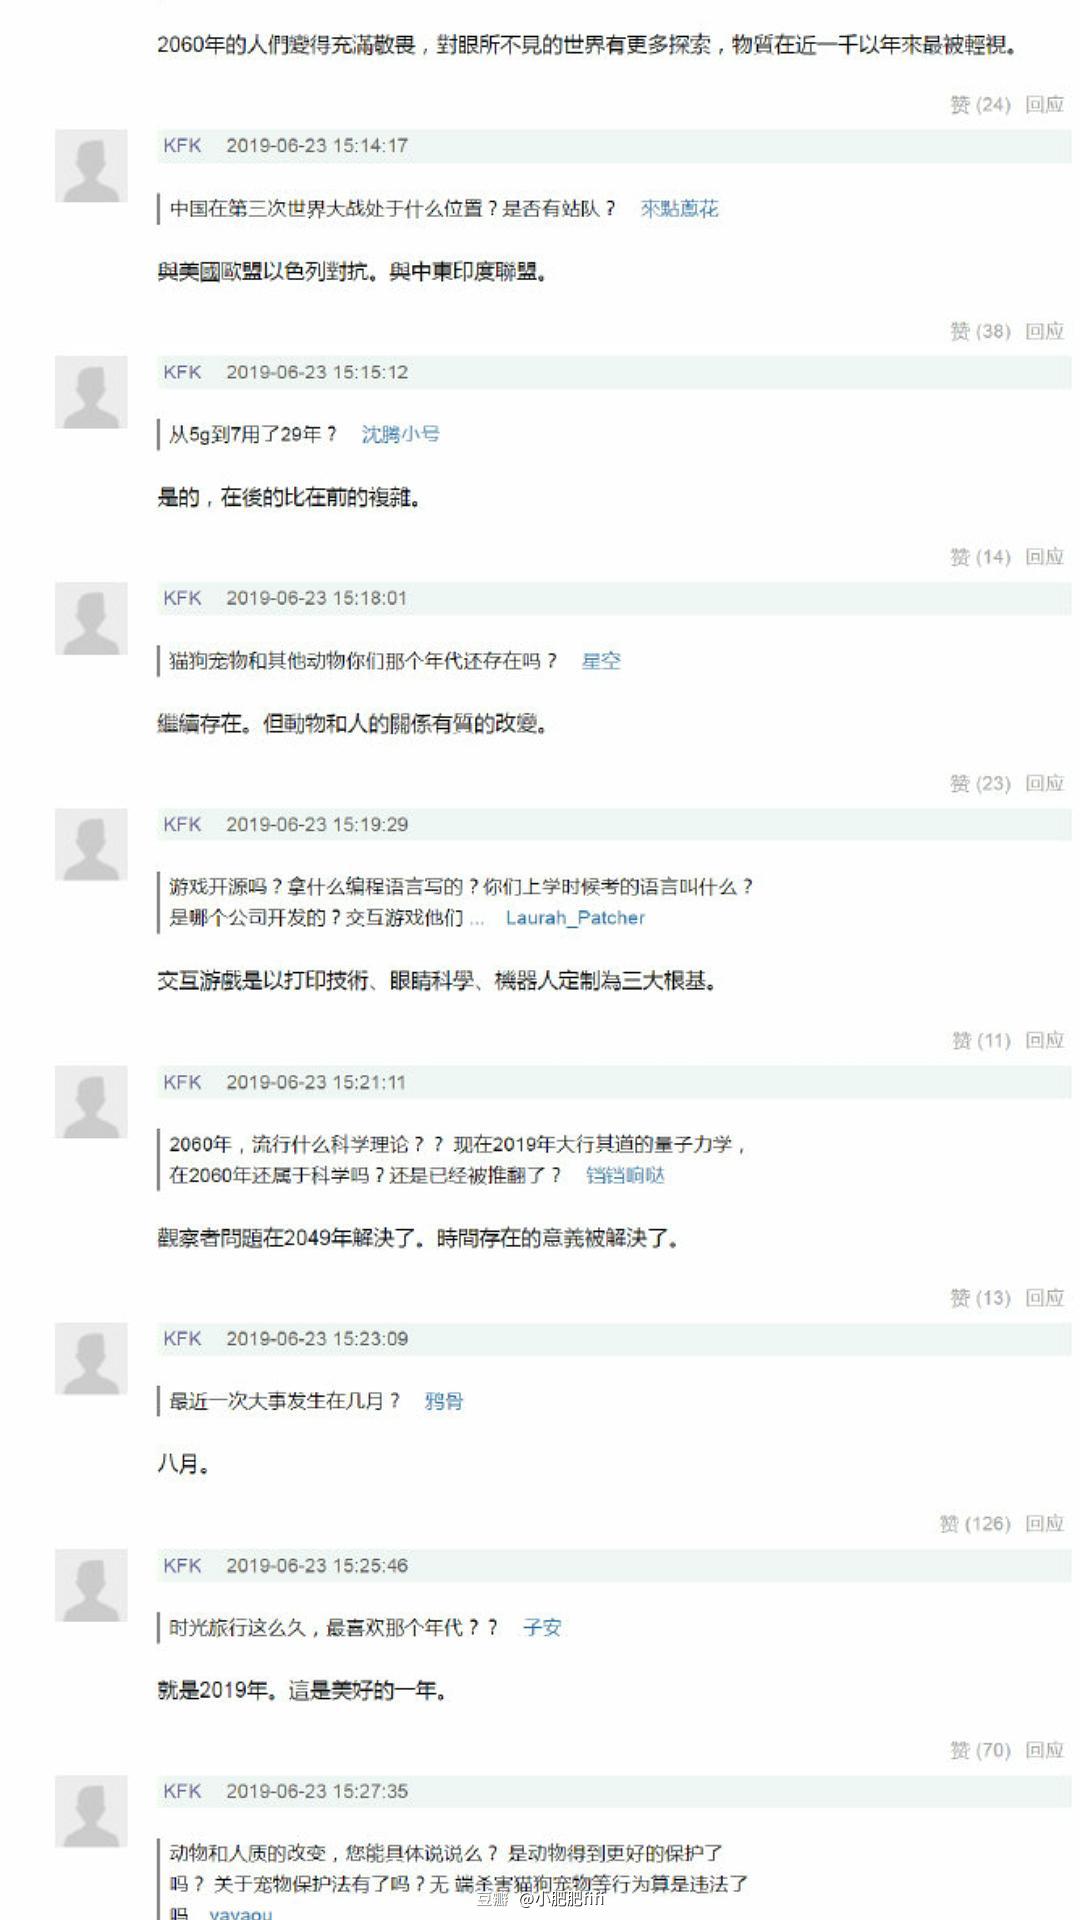 2060年的人們變得充滿敬畏，對眼所不見的世界有更多探索，物質在近一千以年來最被輕視。
赞 (24) 回应
KFK 2019-06-23 15:14:17
中国在第三次世界大战处于什么位置？是否有站队？ 來點蔥花
與美國歐盟以色列對抗。與中東印度聯盟。
赞 (38) 回应
KFK 2019-06-23 15:15:12
从5g到7用了29年？ 沈腾小号
是的，在後的比在前的複雜。
赞 (14) 回应
KFK 2019-06-23 15:18:01
猫狗宠物和其他动物你们那个年代还存在吗？ 星空
繼續存在。但動物和人的關係有質的改變。
赞 (23) 回应
KFK 2019-06-23 15:19:29
游戏开源吗？拿什么编程语言写的？你们上学时候考的语言叫什么？
是哪个公司开发的？交互游戏他们 ... Laurah_Patcher
交互游戲是以打印技術、眼睛科學、機器人定制為三大根基。
赞 (11) 回应
KFK 2019-06-23 15:21:11
2060年，流行什么科学理论？？ 现在2019年大行其道的量子力学，
在2060年还属于科学吗？还是已经被推翻了？ 铛铛响哒
觀察者問題在2049年解決了。時間存在的意義被解決了。
赞 (13) 回应
KFK 2019-06-23 15:23:09
最近一次大事发生在几月？ 鸦骨
八月。
赞 (126) 回应
KFK 2019-06-23 15:25:46
时光旅行这么久，最喜欢那个年代？？ 子安
就是2019年。這是美好的一年。
赞 (70) 回应
KFK 2019-06-23 15:27:35
动物和人质的改变，您能具体说说么？ 是动物得到更好的保护了
吗？ 关于宠物保护法有了吗？无 端杀害猫狗宠物等行为算是违法了
吗 yayaou
豆瓣 @小肥肥fifi